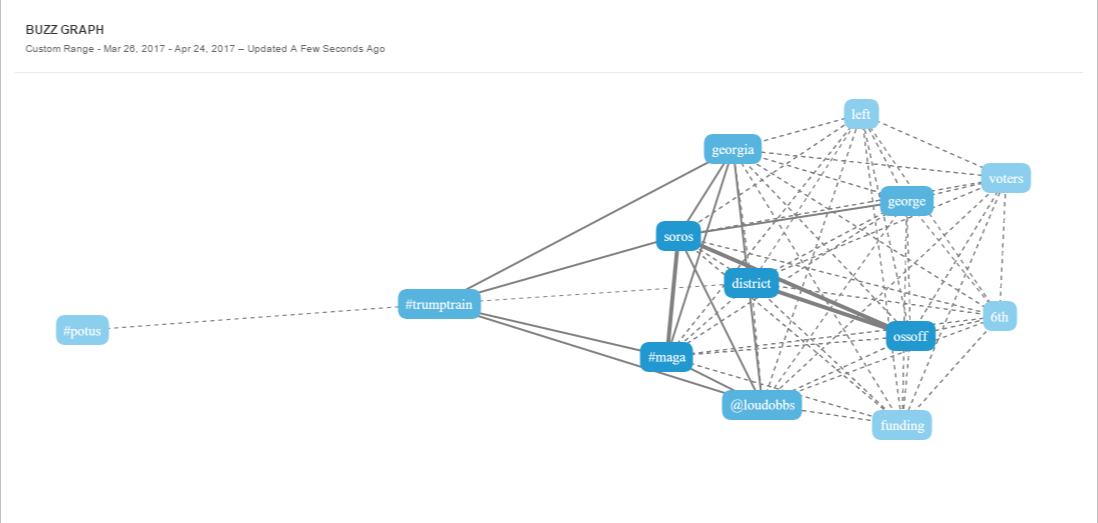 BUZZ GRAPH
Custom Range - Mar 26, 2017 - Apr 24, 2017 – Updated A Few Seconds Ago
left
georgia
voters
george
soros
district
#trumptrain
6th
#potus
ossoff
#maga
@loudobbs
funding